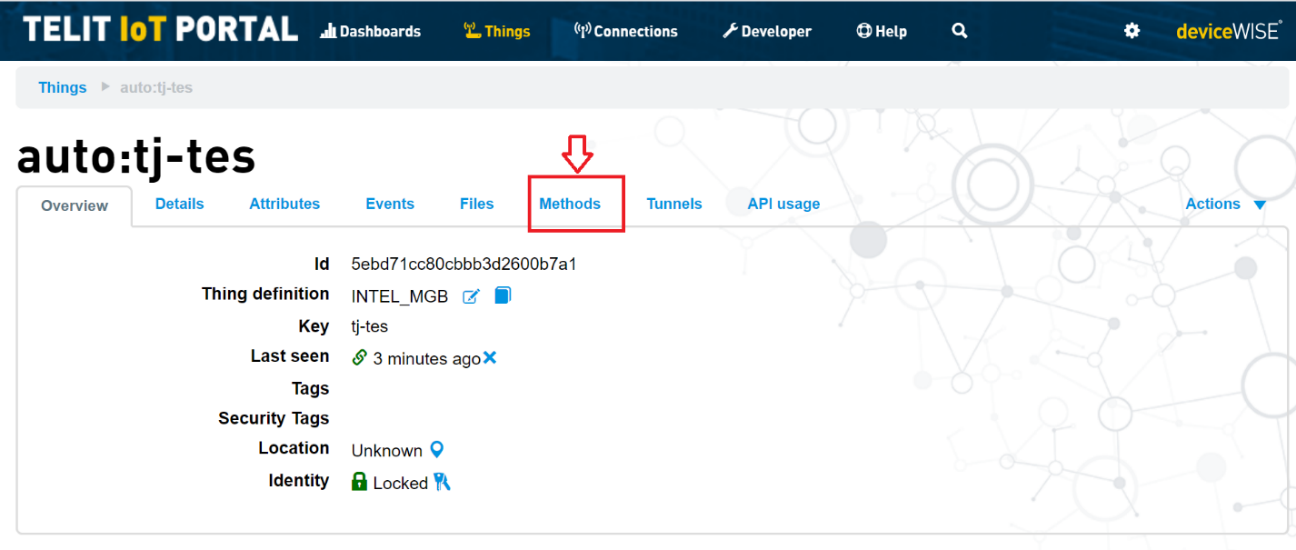 TELIT IoT PORTAL Dashboards Things Connections Developer Help deviceWISE®
Things auto:tj-tes
auto:tj-tes
Overview Details Attributes Events Files Methods Tunnels API usage Actions
Id 5ebd71cc80cbbb3d2600b7a1
Thing definition INTEL_MGB
Key tj-tes
Last seen 3 minutes ago
Tags
Security Tags
Location Unknown
Identity Locked